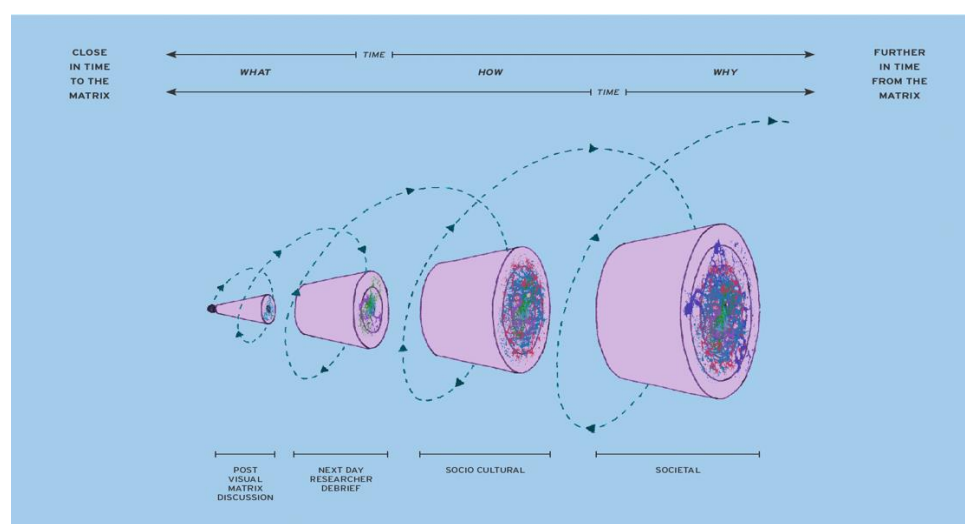 CLOSE
IN TIME
TO THE
MATRIX
TIME
WHAT
HOW
WHY
TIME
FURTHER
IN TIME
FROM THE
MATRIX
POST
VISUAL
MATRIX
DISCUSSION
NEXT DAY
RESEARCHER
DEBRIEF
SOCIO CULTURAL
SOCIETAL